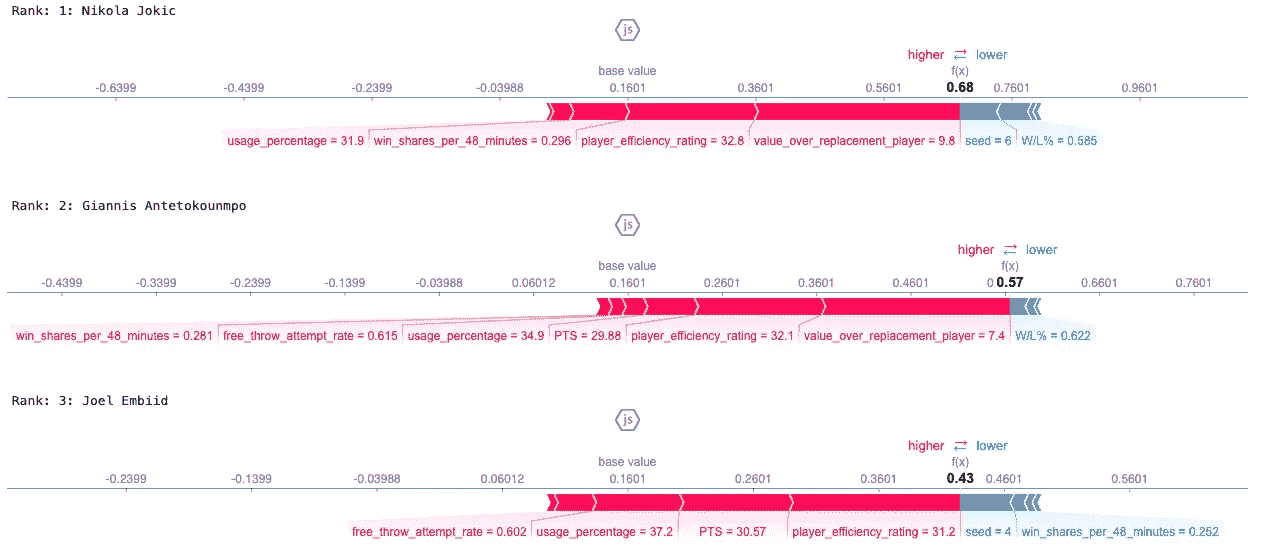 Rank: 1: Nikola Jokic
js
higher ⇄ lower
base value f(x)
-0.6399 -0.4399 -0.2399 -0.03988 0.1601 0.3601 0.5601 0.68 0.7601 0.9601
usage_percentage = 31.9 win_shares_per_48_minutes = 0.296 player_efficiency_rating = 32.8 value_over_replacement_player = 9.8 seed = 6 W/L% = 0.585
Rank: 2: Giannis Antetokounmpo
js
higher ⇄ lower
base value f(x)
-0.4399 -0.3399 -0.2399 -0.1399 -0.03988 0.06012 0.1601 0.2601 0.3601 0.4601 0.57 0.6601 0.7601
win_shares_per_48_minutes = 0.281 free_throw_attempt_rate = 0.615 usage_percentage = 34.9 PTS = 29.88 player_efficiency_rating = 32.1 value_over_replacement_player = 7.4 W/L% = 0.622
Rank: 3: Joel Embiid
js
higher ⇄ lower
base value f(x)
-0.2399 -0.1399 -0.03988 0.06012 0.1601 0.2601 0.3601 0.43 0.4601 0.5601
free_throw_attempt_rate = 0.602 usage_percentage = 37.2 PTS = 30.57 player_efficiency_rating = 31.2 seed = 4 win_shares_per_48_minutes = 0.252